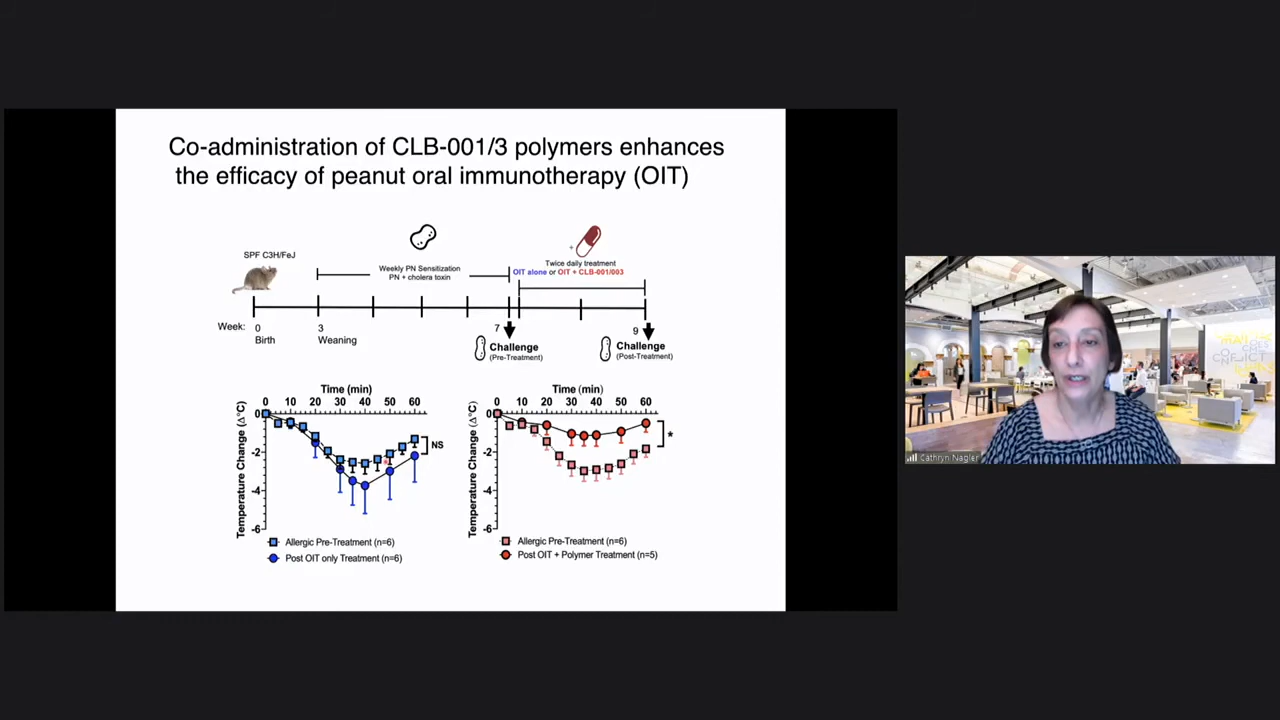 Co-administration of CLB-001/3 polymers enhances
the efficacy of peanut oral immunotherapy (OIT)
SPF C3H/FeJ
Weekly PN Sensitization
PN + cholera toxin
+
Twice daily treatment
OIT alone or OIT + CLB-001/003
Week:
0
Birth
3
Weaning
7
Challenge
(Pre-Treatment)
9
Challenge
(Post-Treatment)
Time (min)
0 10 20 30 40 50 60
0
-2
-4
-6
Temperature Change (Δ°C)
NS
Allergic Pre-Treatment (n=6)
Post OIT only Treatment (n=6)
Time (min)
0 10 20 30 40 50 60
0
-2
-4
-6
Temperature Change (Δ°C)
*
Allergic Pre-Treatment (n=6)
Post OIT + Polymer Treatment (n=5)
Cathryn Nagler